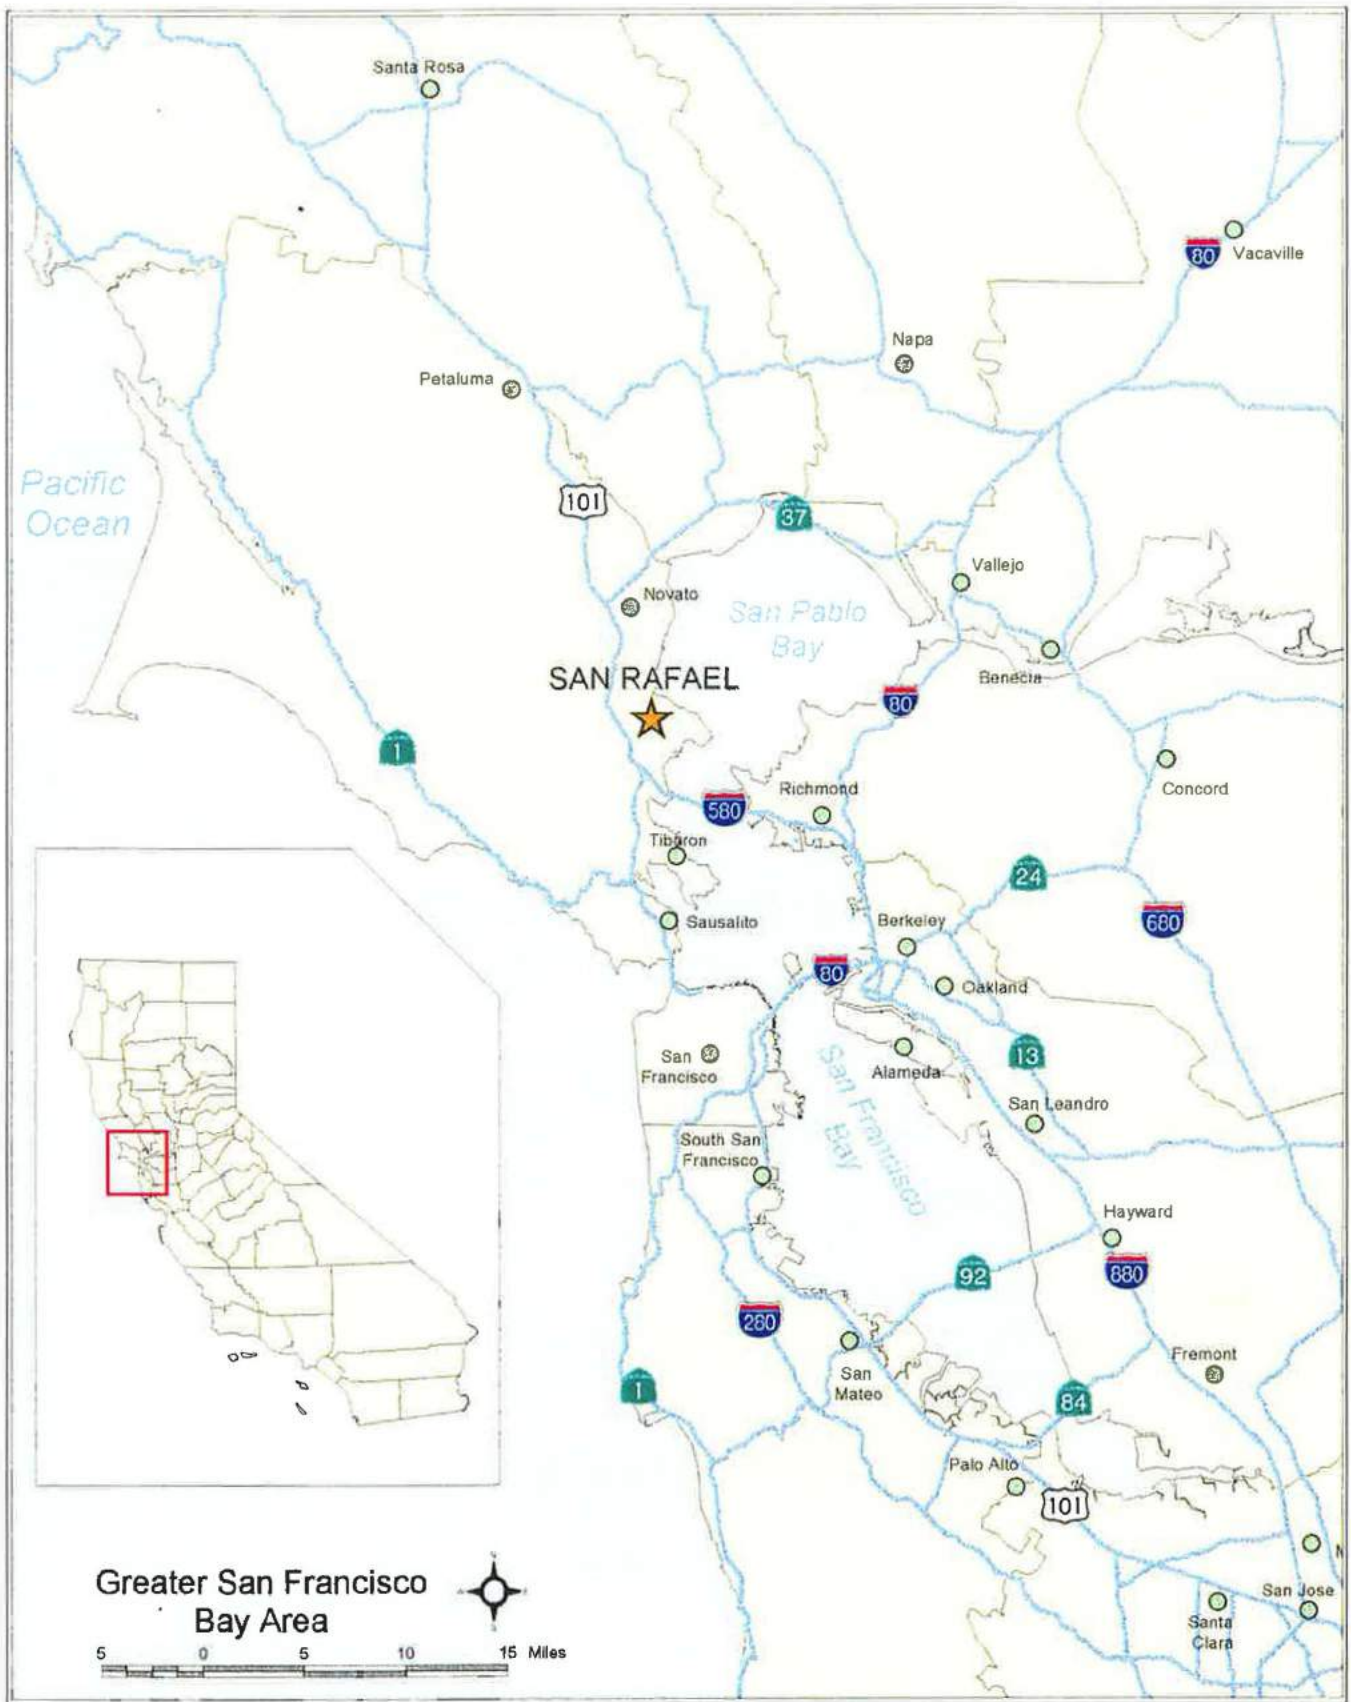 Santa Rosa
80
Vacaville
Napa
Petaluma
Pacific
Ocean
101
37
Vallejo
Novato
San Pablo
Bay
SAN RAFAEL
Benecia
80
1
Concord
Richmond
580
Tiburon
24
680
Sausalito
Berkeley
80
Oakland
San
Francisco
13
Alameda
San Francisco
Bay
San Leandro
South San
Francisco
Hayward
92
880
280
Fremont
San
Mateo
1
84
Palo Alto
101
Greater San Francisco
Bay Area
San Jose
Santa
Clara
5 0 5 10 15 Miles